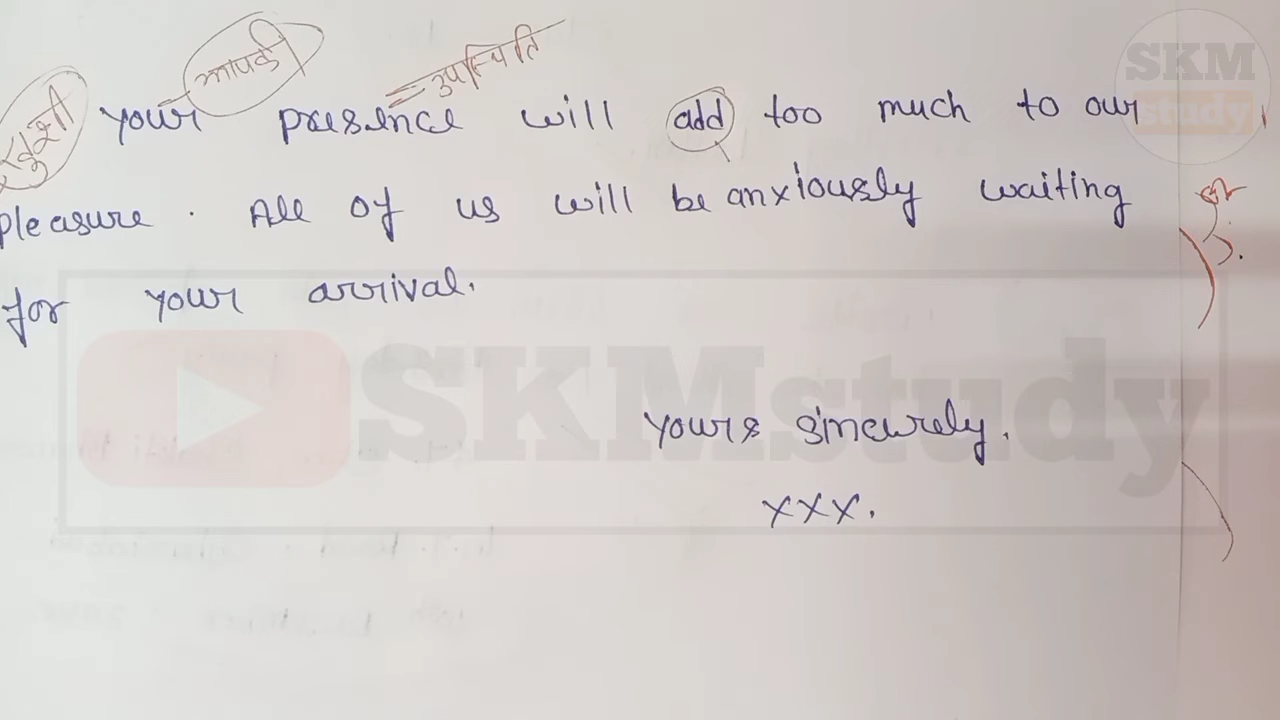 आपकी
उपस्थिति
SKM
study
your presence will add too much to our
pleasure. All of us will be anxiously waiting
for your arrival.
SKMstudy
Yours sincerely.
XXX.